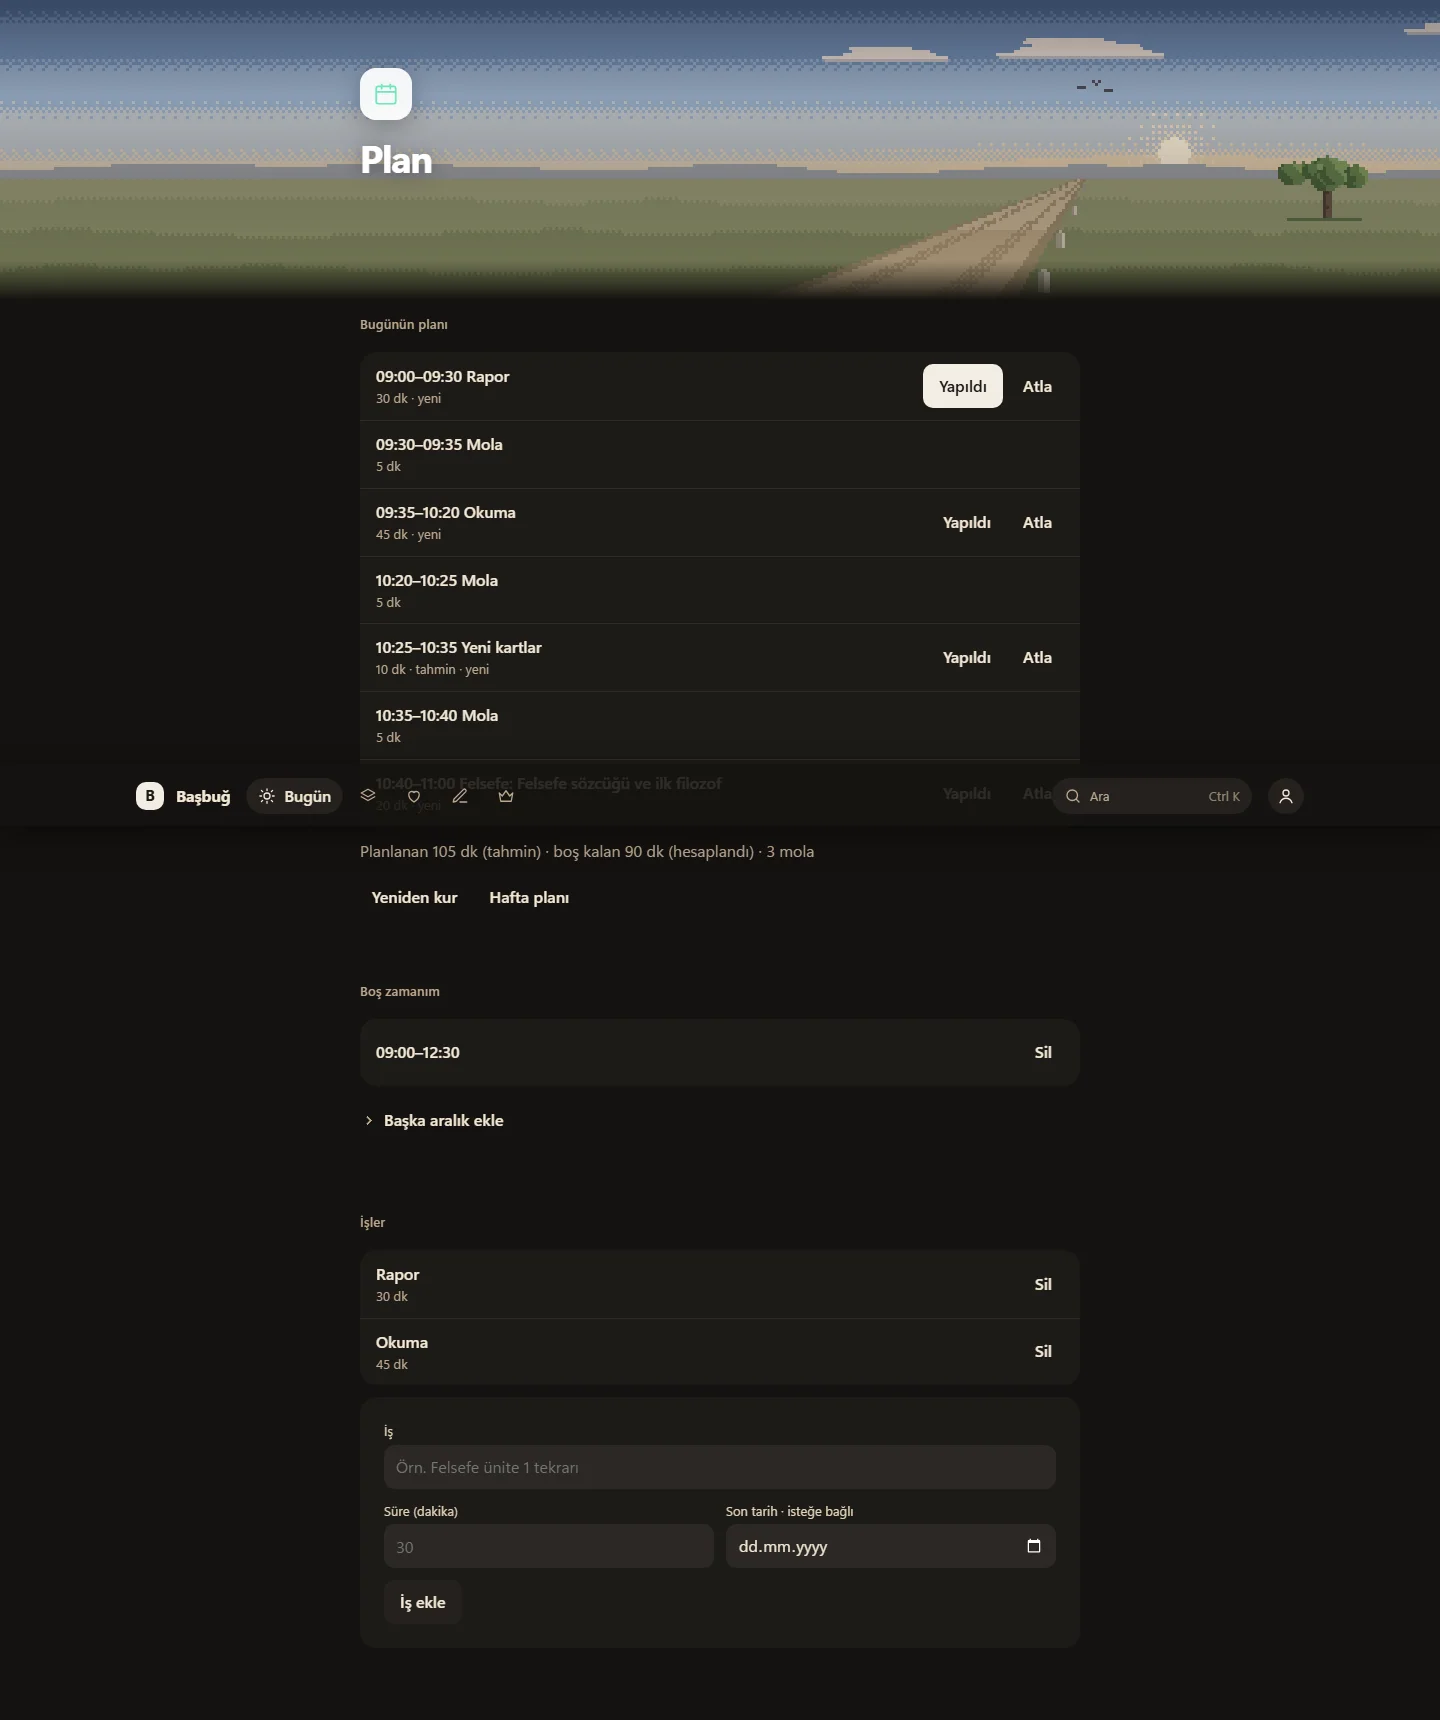 Plan
Bugünün planı
09:00–09:30 Rapor
30 dk · yeni
Yapıldı
Atla
09:30–09:35 Mola
5 dk
09:35–10:20 Okuma
45 dk · yeni
Yapıldı
Atla
10:20–10:25 Mola
5 dk
10:25–10:35 Yeni kartlar
10 dk · tahmin · yeni
Yapıldı
Atla
10:35–10:40 Mola
5 dk
10:40–11:00 Felsefe: Felsefe sözcüğü ve ilk filozof
20 dk · yeni
Yapıldı
Atla
B
Başbuğ
Bugün
Ara
Ctrl K
Planlanan 105 dk (tahmin) · boş kalan 90 dk (hesaplandı) · 3 mola
Yeniden kur
Hafta planı
Boş zamanım
09:00–12:30
Sil
Başka aralık ekle
İşler
Rapor
30 dk
Sil
Okuma
45 dk
Sil
İş
Örn. Felsefe ünite 1 tekrarı
Süre (dakika)
Son tarih · isteğe bağlı
30
dd.mm.yyyy
İş ekle